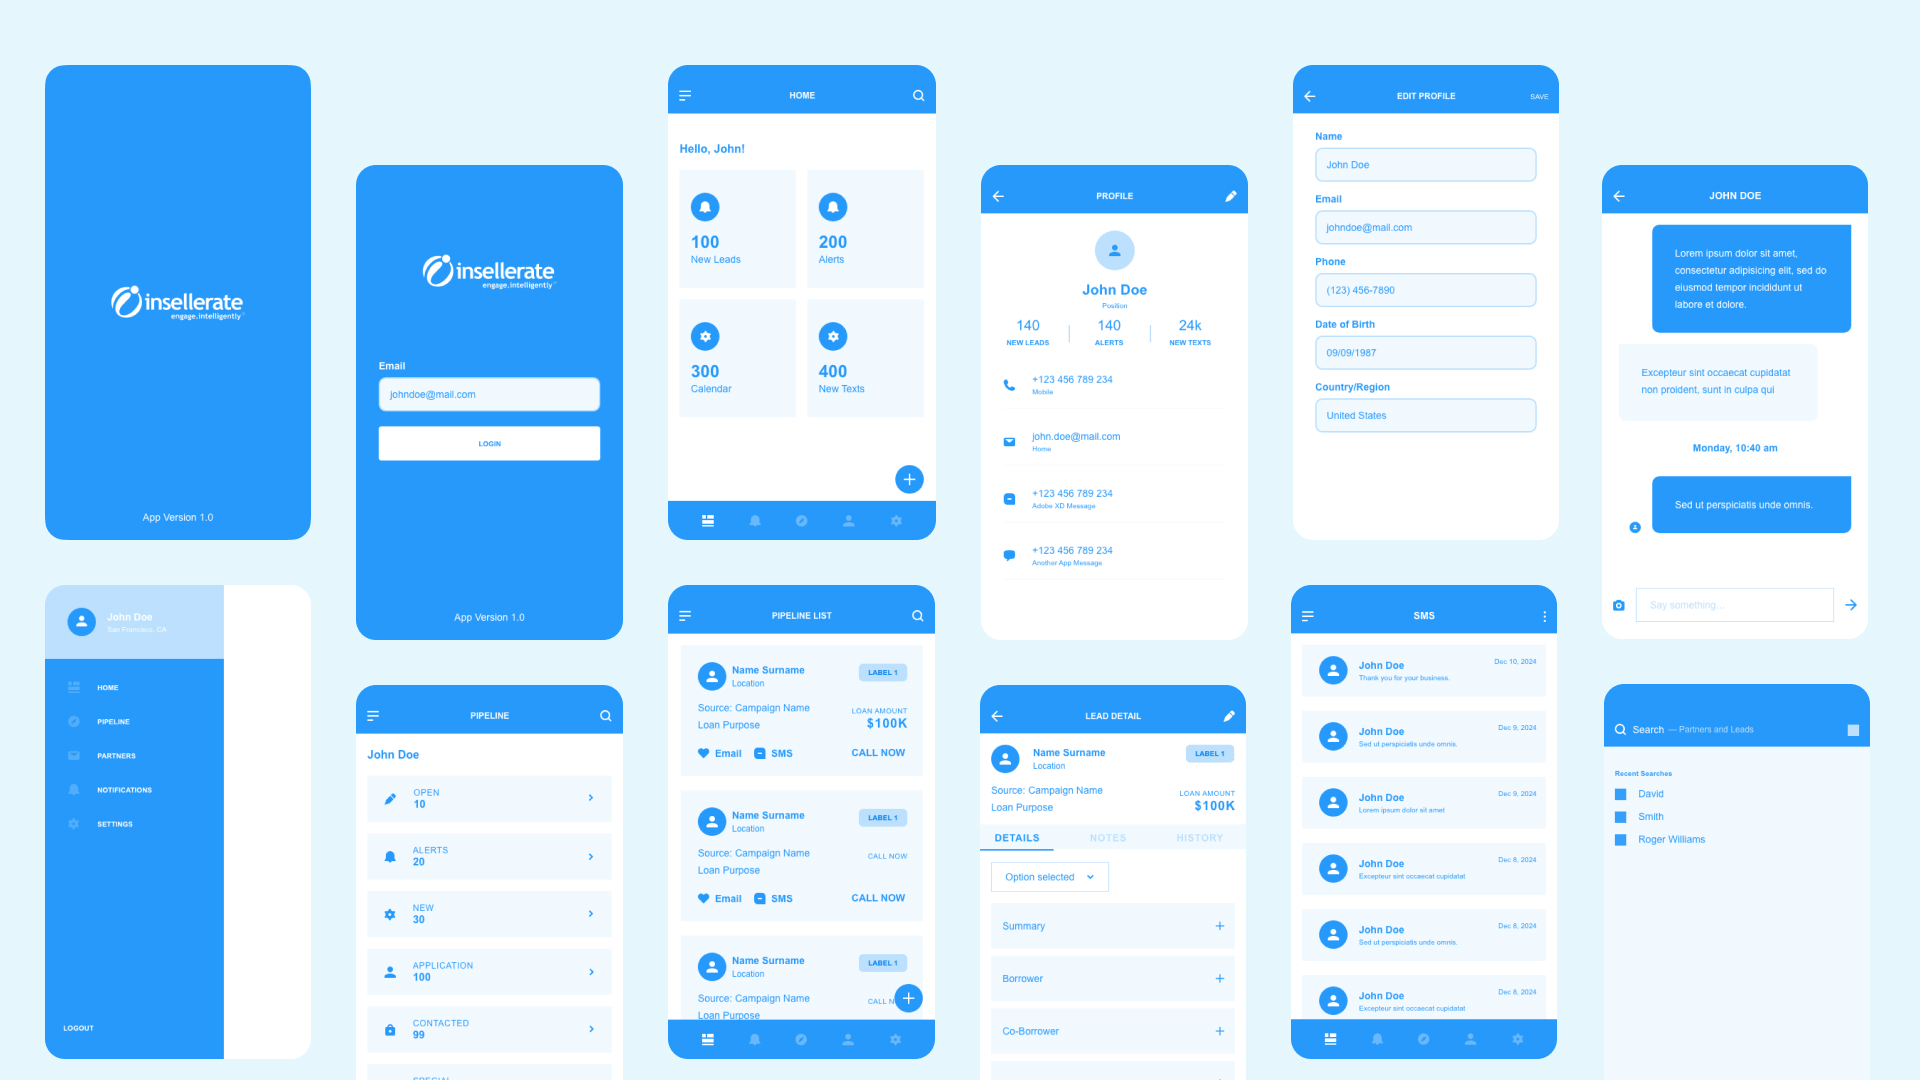 insellerate
engage.intelligently
App Version 1.0
insellerate
engage.intelligently
Email
johndoe@mail.com
LOGIN
App Version 1.0
HOME
Hello, John!
100
New Leads
200
Alerts
300
Calendar
400
New Texts
PROFILE
John Doe
Position
140
NEW LEADS
140
ALERTS
24k
NEW TEXTS
+123 456 789 234
Mobile
john.doe@mail.com
Home
+123 456 789 234
Adobe XD Message
+123 456 789 234
Another App Message
EDIT PROFILE
SAVE
Name
John Doe
Email
johndoe@mail.com
Phone
(123) 456-7890
Date of Birth
09/09/1987
Country/Region
United States
JOHN DOE
Lorem ipsum dolor sit amet,
consectetur adipisicing elit, sed do
eiusmod tempor incididunt ut
labore et dolore.
Excepteur sint occaecat cupidatat
non proident, sunt in culpa qui
Monday, 10:40 am
Sed ut perspiciatis unde omnis.
Say something...
John Doe
San Francisco, CA
HOME
PIPELINE
PARTNERS
NOTIFICATIONS
SETTINGS
LOGOUT
PIPELINE
John Doe
OPEN
10
ALERTS
20
NEW
30
APPLICATION
100
CONTACTED
99
PIPELINE LIST
Name Surname
Location
LABEL 1
Source: Campaign Name
Loan Purpose
LOAN AMOUNT
$100K
Email
SMS
CALL NOW
Name Surname
Location
LABEL 1
Source: Campaign Name
CALL NOW
Loan Purpose
Email
SMS
CALL NOW
Name Surname
Location
LABEL 1
Source: Campaign Name
CALL N
Loan Purpose
LEAD DETAIL
Name Surname
Location
LABEL 1
Source: Campaign Name
Loan Purpose
LOAN AMOUNT
$100K
DETAILS
NOTES
HISTORY
Option selected
Summary
Borrower
Co-Borrower
SMS
John Doe
Dec 10, 2024
Thank you for your business.
John Doe
Dec 9, 2024
Sed ut perspiciatis unde omnis.
John Doe
Dec 9, 2024
Lorem ipsum dolor sit amet
John Doe
Dec 8, 2024
Excepteur sint occaecat cupidatat
John Doe
Dec 8, 2024
Sed ut perspiciatis unde omnis.
John Doe
Dec 8, 2024
Excepteur sint occaecat cupidatat
Search — Partners and Leads
Recent Searches
David
Smith
Roger Williams